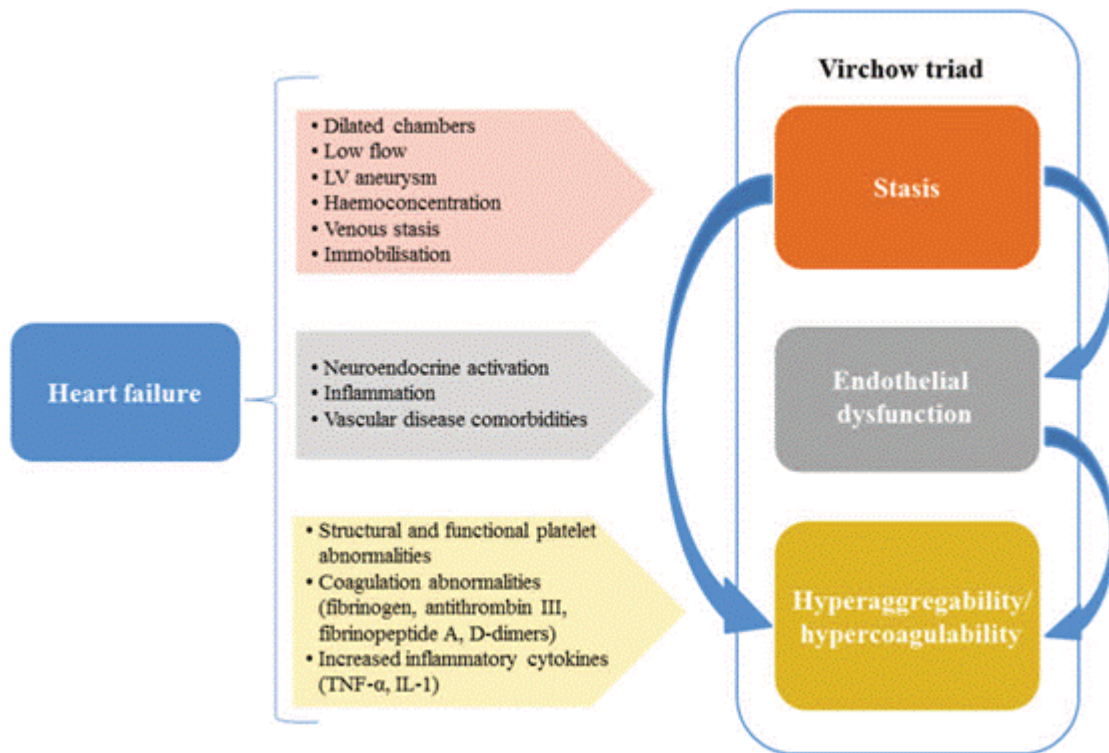 Virchow triad
• Dilated chambers
• Low flow
• LV aneurysm
• Haemoconcentration
• Venous stasis
• Immobilisation
Stasis
Heart failure
• Neuroendocrine activation
• Inflammation
• Vascular disease comorbidities
Endothelial
dysfunction
• Structural and functional platelet
abnormalities
• Coagulation abnormalities
(fibrinogen, antithrombin III,
fibrinopeptide A, D-dimers)
• Increased inflammatory cytokines
(TNF-α, IL-1)
Hyperaggregability/
hypercoagulability